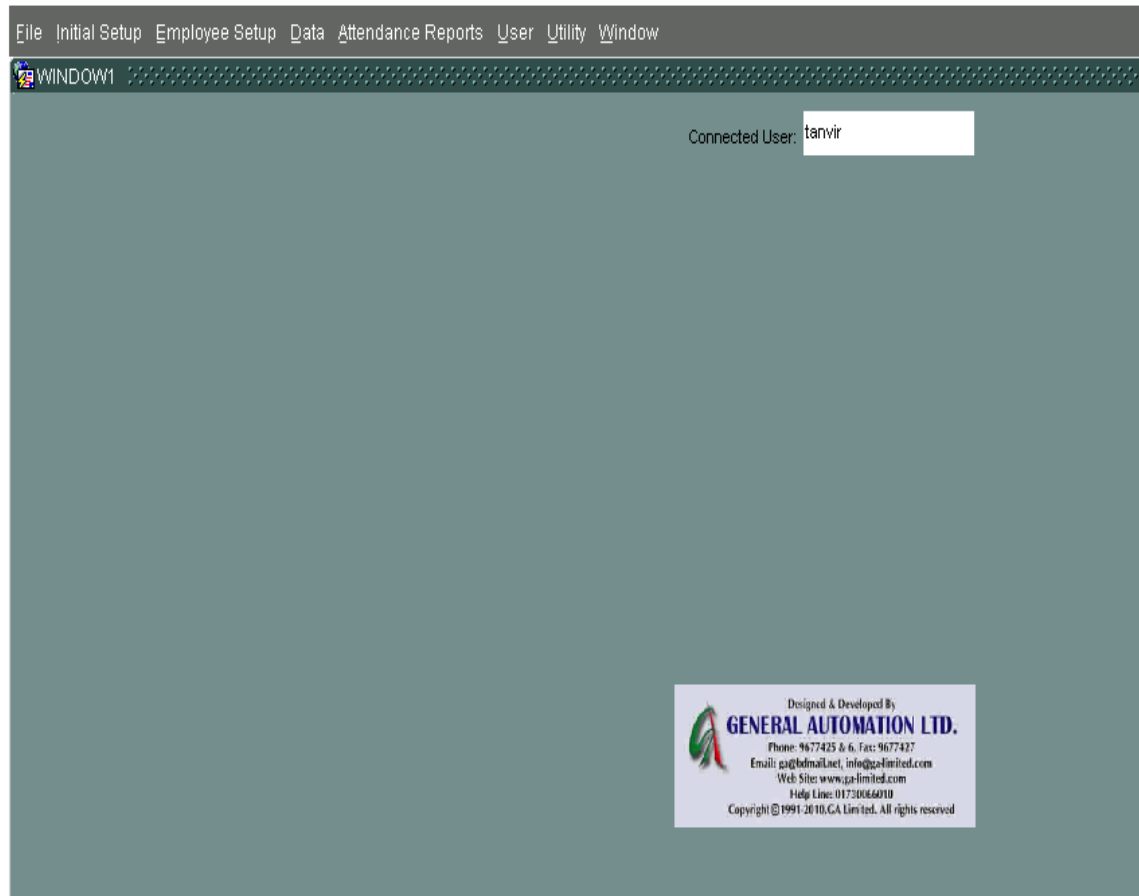 File Initial Setup Employee Setup Data Attendance Reports User Utility Window
WINDOW1
Connected User: tanvir
Designed & Developed By
GENERAL AUTOMATION LTD.
Phone: 9677425 & 6, Fax: 9677427
Email: ga@bdmail.net, info@ga-limited.com
Web Site: www.ga-limited.com
Help Line: 01730066010
Copyright ©1991-2010.GA Limited. All rights reserved